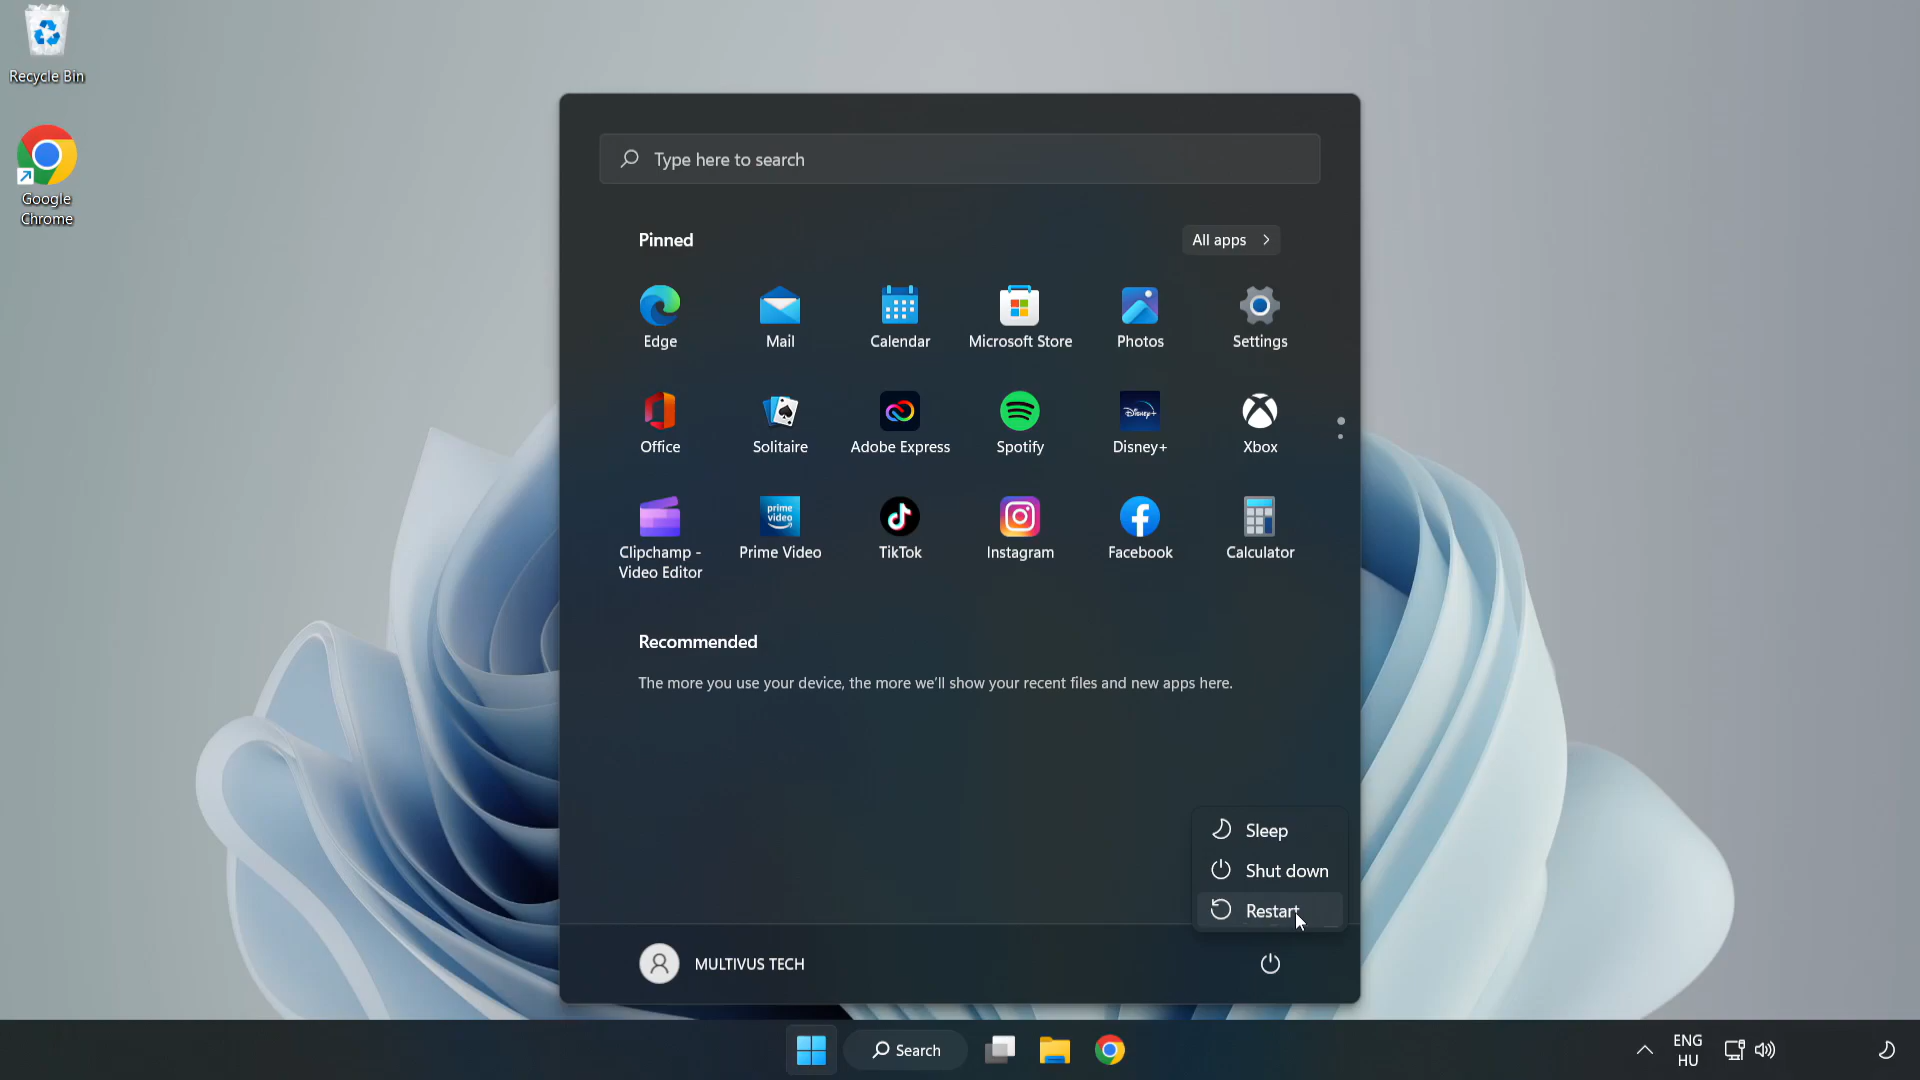 Recycle Bin
Google
Chrome
Type here to search
Pinned
All apps
Edge
Mail
Calendar
Microsoft Store
Photos
Settings
Disney+
Office
Solitaire
Adobe Express
Spotify
Disney+
Xbox
prime
video
Clipchamp -
Video Editor
Prime Video
TikTok
Instagram
Facebook
Calculator
Recommended
The more you use your device, the more we'll show your recent files and new apps here.
Sleep
Shut down
Restart
MULTIVUS TECH
Search
ENG
HU